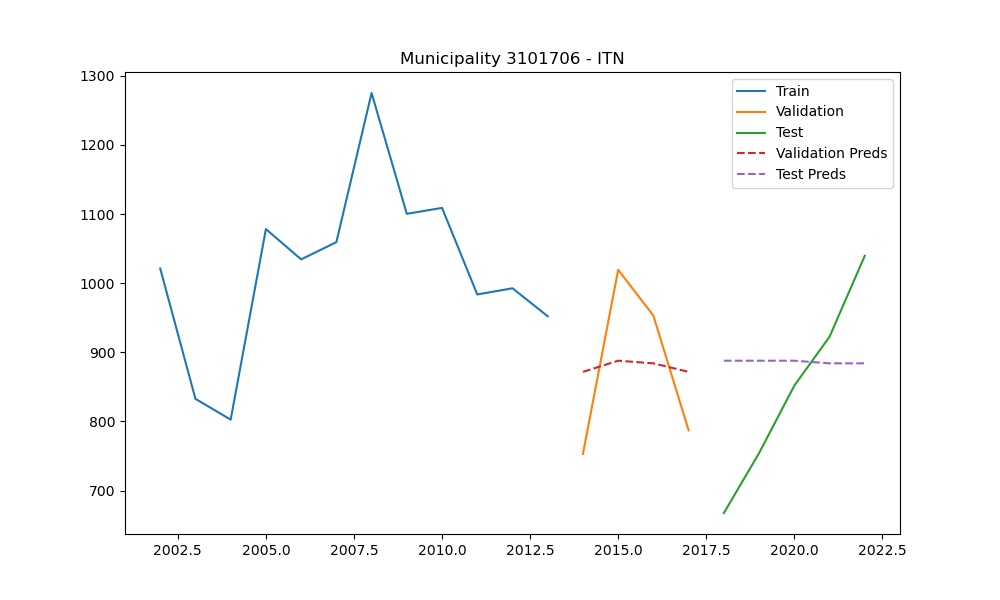 Municipality 3101706 - ITN
1300
1200
1100
1000
900
800
700
2002.5 2005.0 2007.5 2010.0 2012.5 2015.0 2017.5 2020.0 2022.5
Train
Validation
Test
Validation Preds
Test Preds